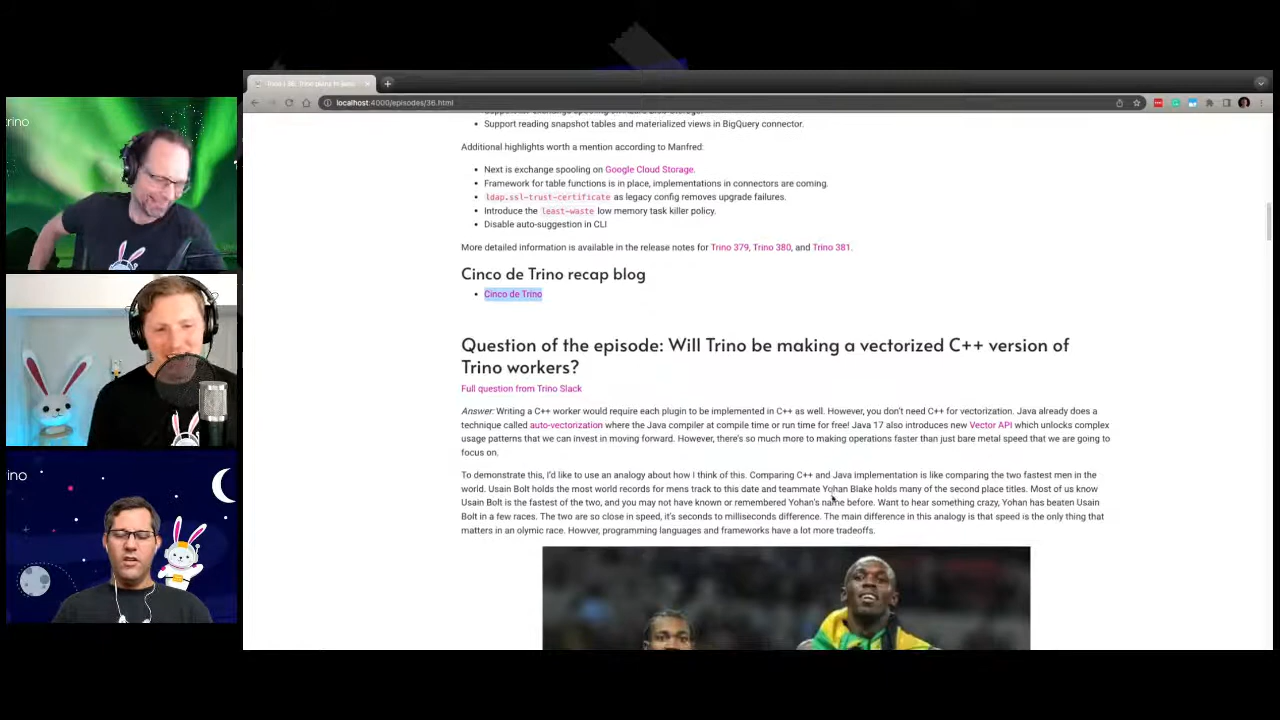 rino
rino
Trino | 36: Trino plans to jump
localhost:4000/episodes/36.html
Support reading snapshot tables and materialized views in BigQuery connector.
Additional highlights worth a mention according to Manfred:
Next is exchange spooling on Google Cloud Storage.
Framework for table functions is in place, implementations in connectors are coming.
ldap.ssl-trust-certificate as legacy config removes upgrade failures.
Introduce the least-waste low memory task killer policy.
Disable auto-suggestion in CLI
More detailed information is available in the release notes for Trino 379, Trino 380, and Trino 381.
Cinco de Trino recap blog
Cinco de Trino
Question of the episode: Will Trino be making a vectorized C++ version of
Trino workers?
Full question from Trino Slack
Answer: Writing a C++ worker would require each plugin to be implemented in C++ as well. However, you don't need C++ for vectorization. Java already does a
technique called auto-vectorization where the Java compiler at compile time or run time for free! Java 17 also introduces new Vector API which unlocks complex
usage patterns that we can invest in moving forward. However, there's so much more to making operations faster than just bare metal speed that we are going to
focus on.
To demonstrate this, I'd like to use an analogy about how I think of this. Comparing C++ and Java implementation is like comparing the two fastest men in the
world. Usain Bolt holds the most world records for mens track to this date and teammate Yohan Blake holds many of the second place titles. Most of us know
Usain Bolt is the fastest of the two, and you may not have known or remembered Yohan's name before. Want to hear something crazy, Yohan has beaten Usain
Bolt in a few races. The two are so close in speed, it's seconds to milliseconds difference. The main difference in this analogy is that speed is the only thing that
matters in an olymic race. Howver, programming languages and frameworks have a lot more tradeoffs.